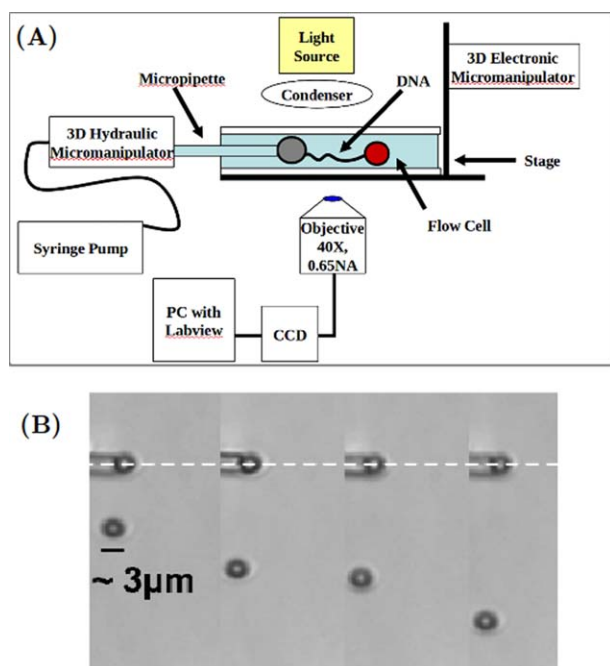 (A)
Light
Source
3D Electronic
Micromanipulator
Micropipette
DNA
Condenser
3D Hydraulic
Micromanipulator
Stage
Flow Cell
Syringe Pump
Objective
40X,
0.65NA
PC with
Labview
CCD
(B)
~ 3μm